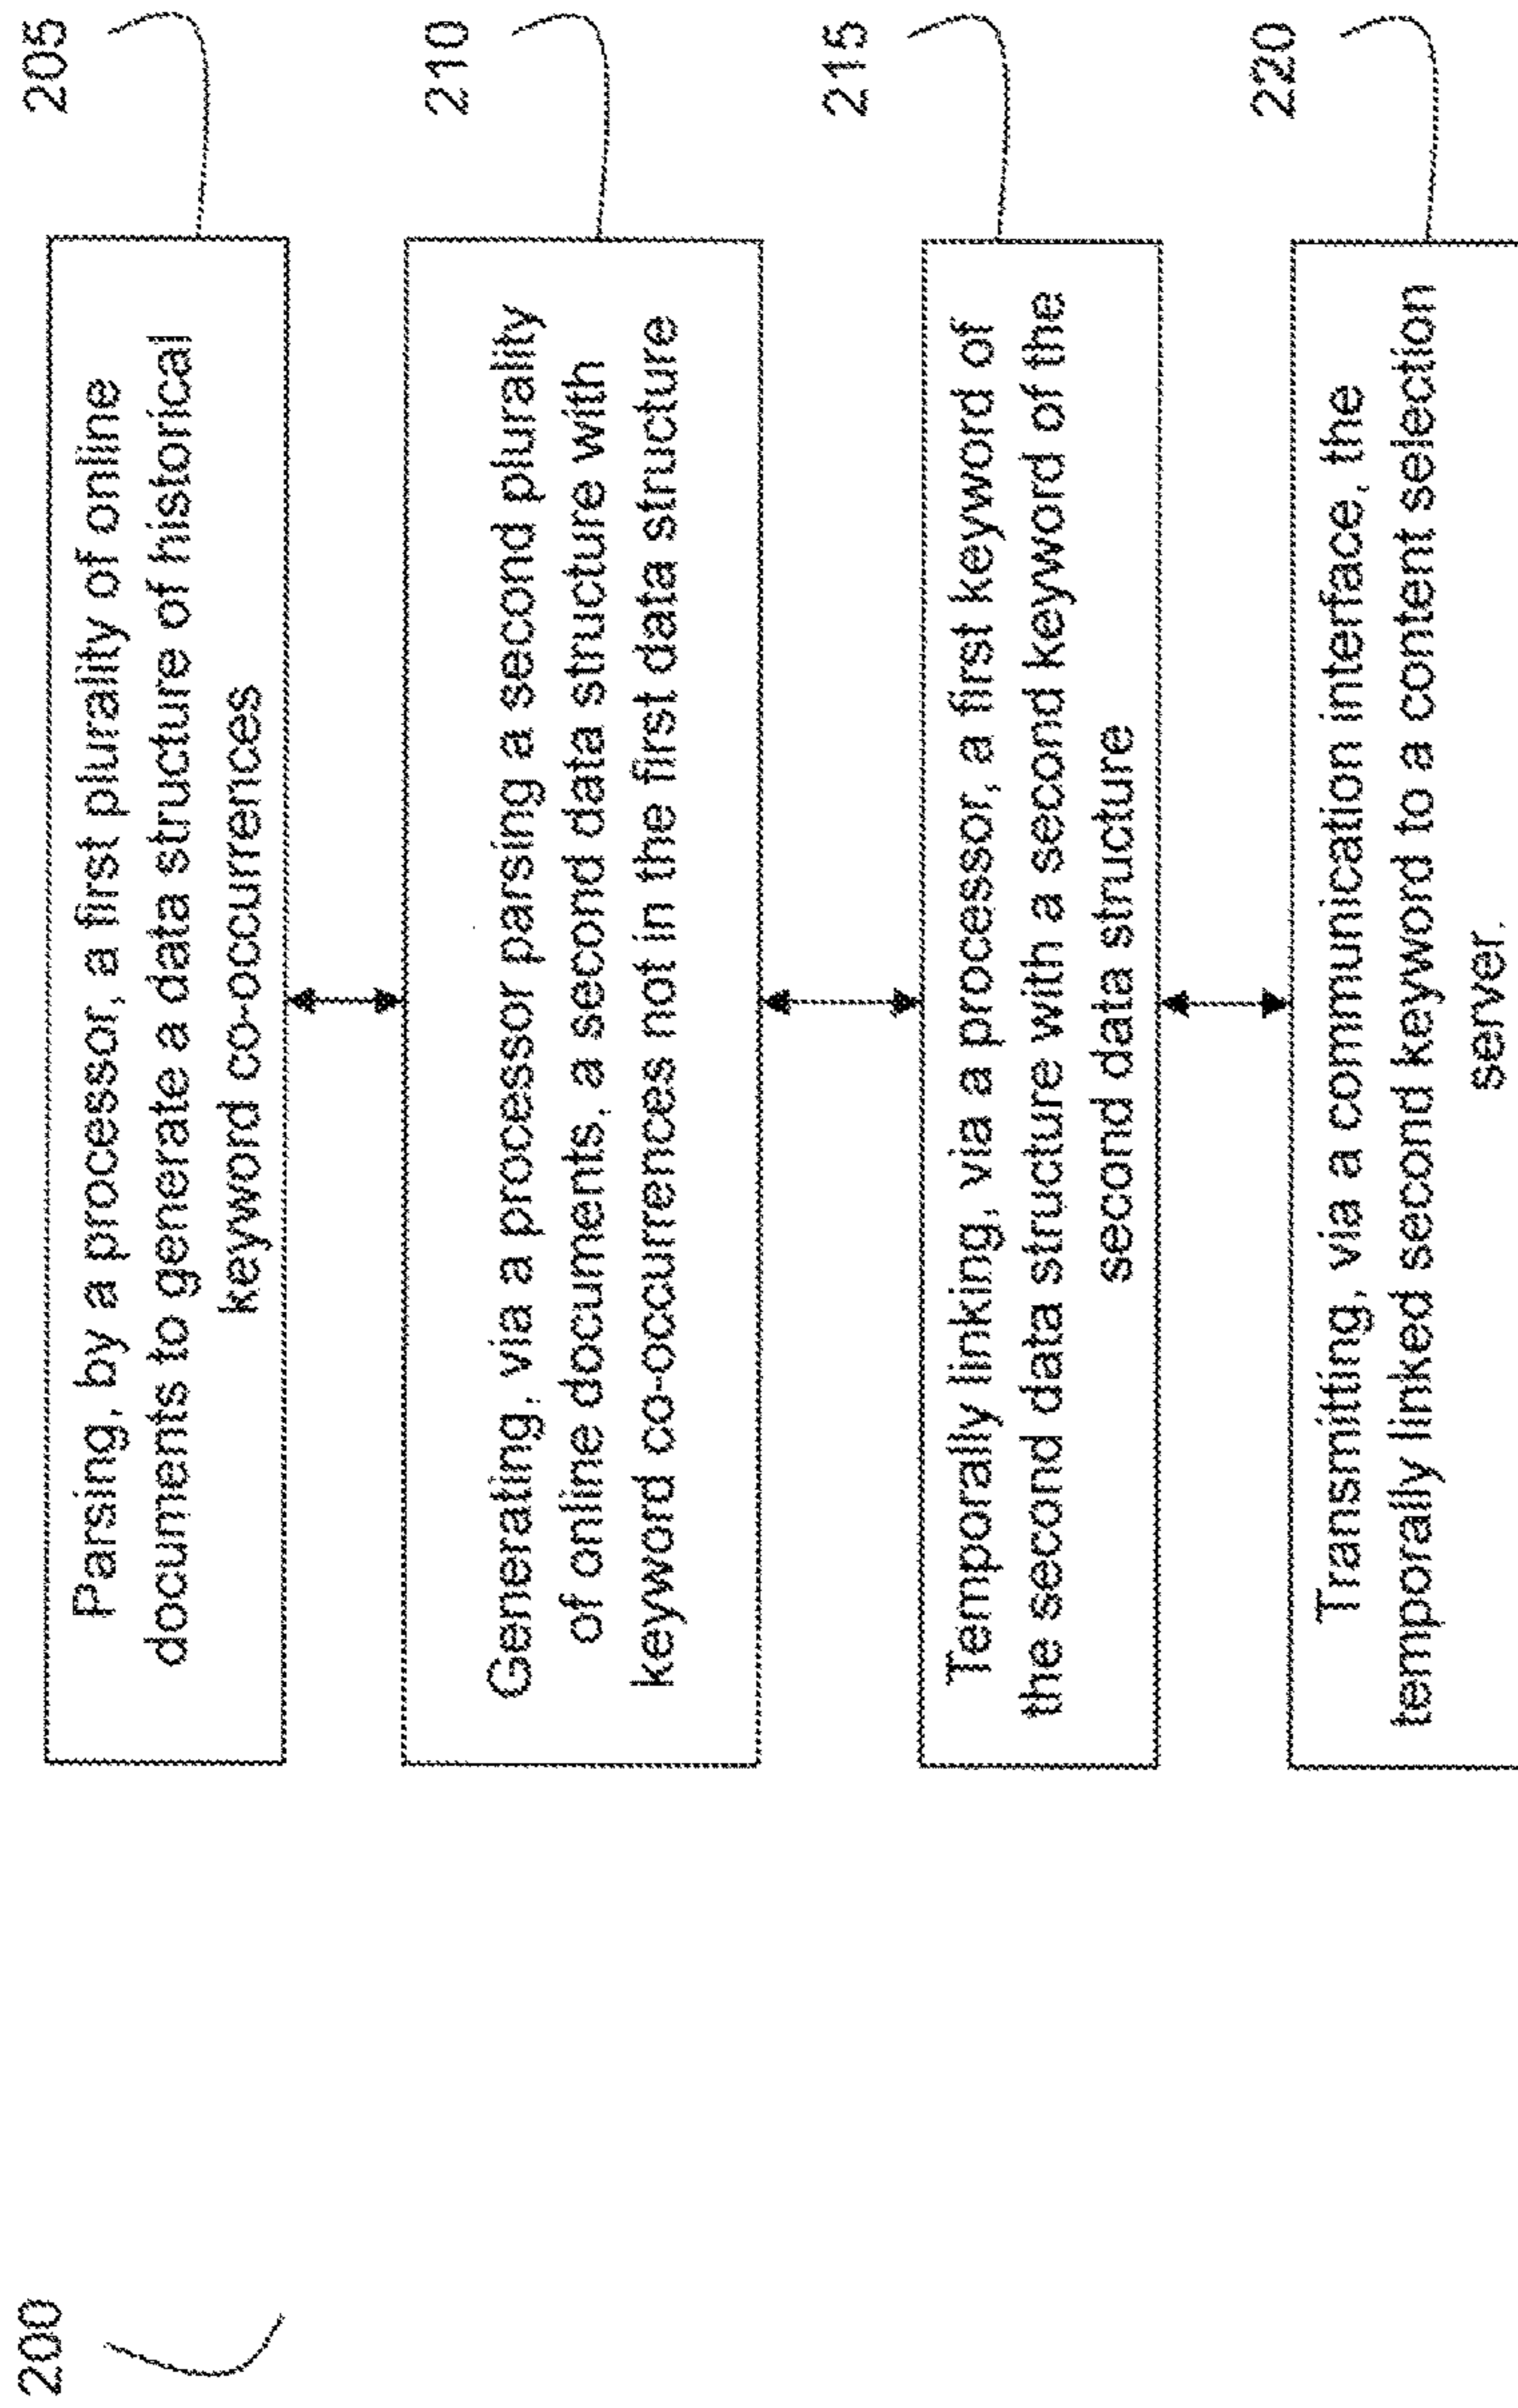 200
205
Parsing, by a processor, a first plurality of online
documents to generate a data structure of historical
keyword co-occurrences
210
Generating, via a processor parsing a second plurality
of online documents, a second data structure with
keyword co-occurrences not in the first data structure
215
Temporally linking, via a processor, a first keyword of
the second data structure with a second keyword of the
second data structure
220
Transmitting, via a communication interface, the
temporally linked second keyword to a content selection
server.